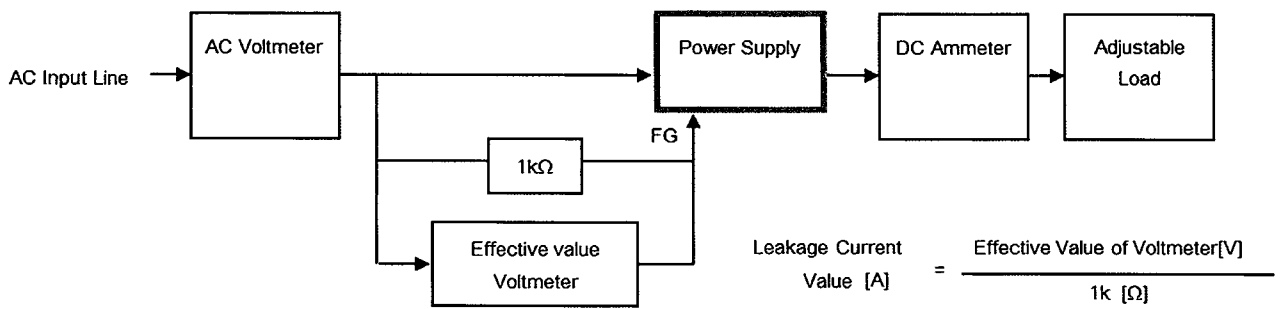 AC Voltmeter
Power Supply
DC Ammeter
Adjustable
Load
AC Input Line
FG
1kΩ
Effective value
Voltmeter
Leakage Current
Value [A]
=
Effective Value of Voltmeter[V]
1k [Ω]